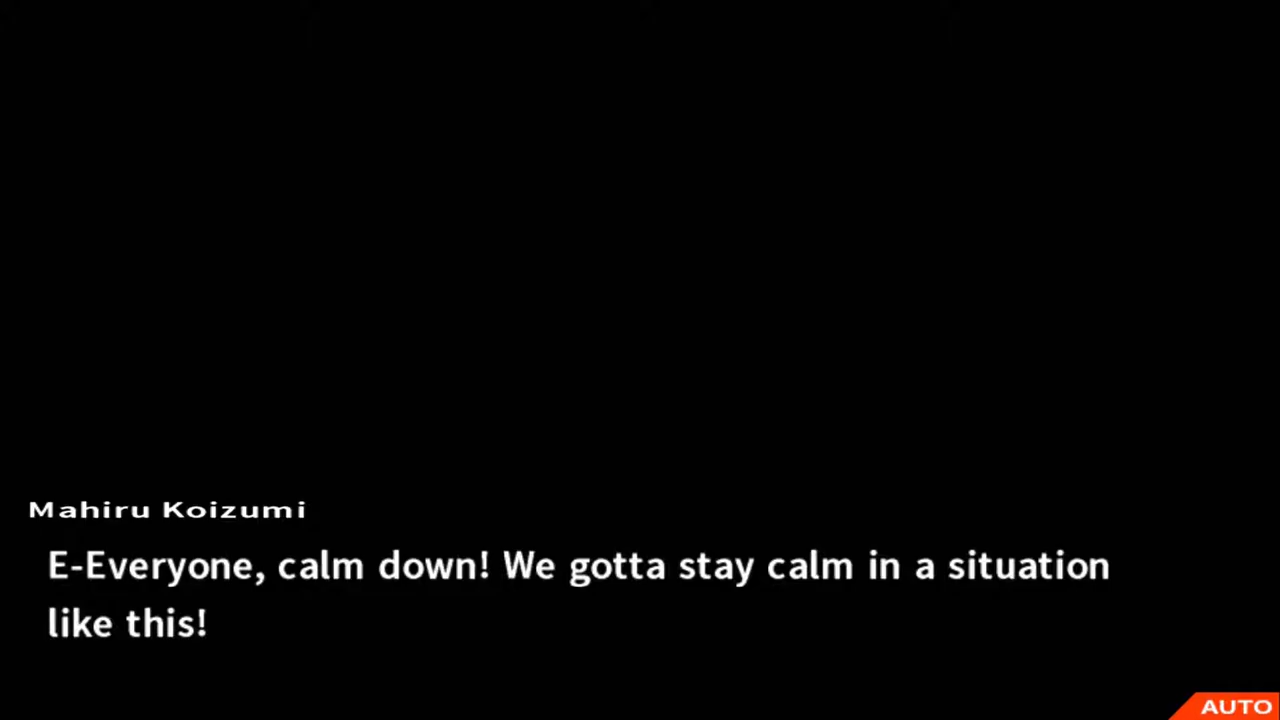 Mahiru Koizumi
E-Everyone, calm down! We gotta stay calm in a situation
like this!
AUTO